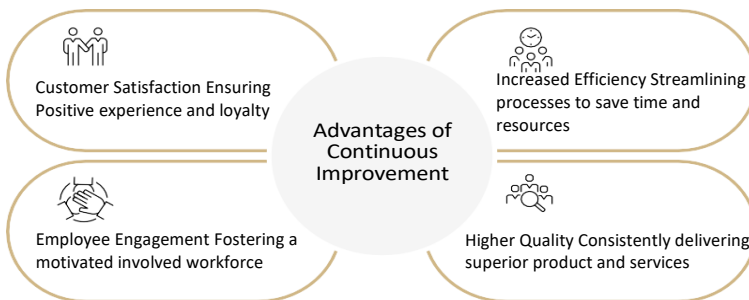 Customer Satisfaction Ensuring
Positive experience and loyalty
Increased Efficiency Streamlining
processes to save time and
resources
Advantages of
Continuous
Improvement
Employee Engagement Fostering a
motivated involved workforce
Higher Quality Consistently delivering
superior product and services